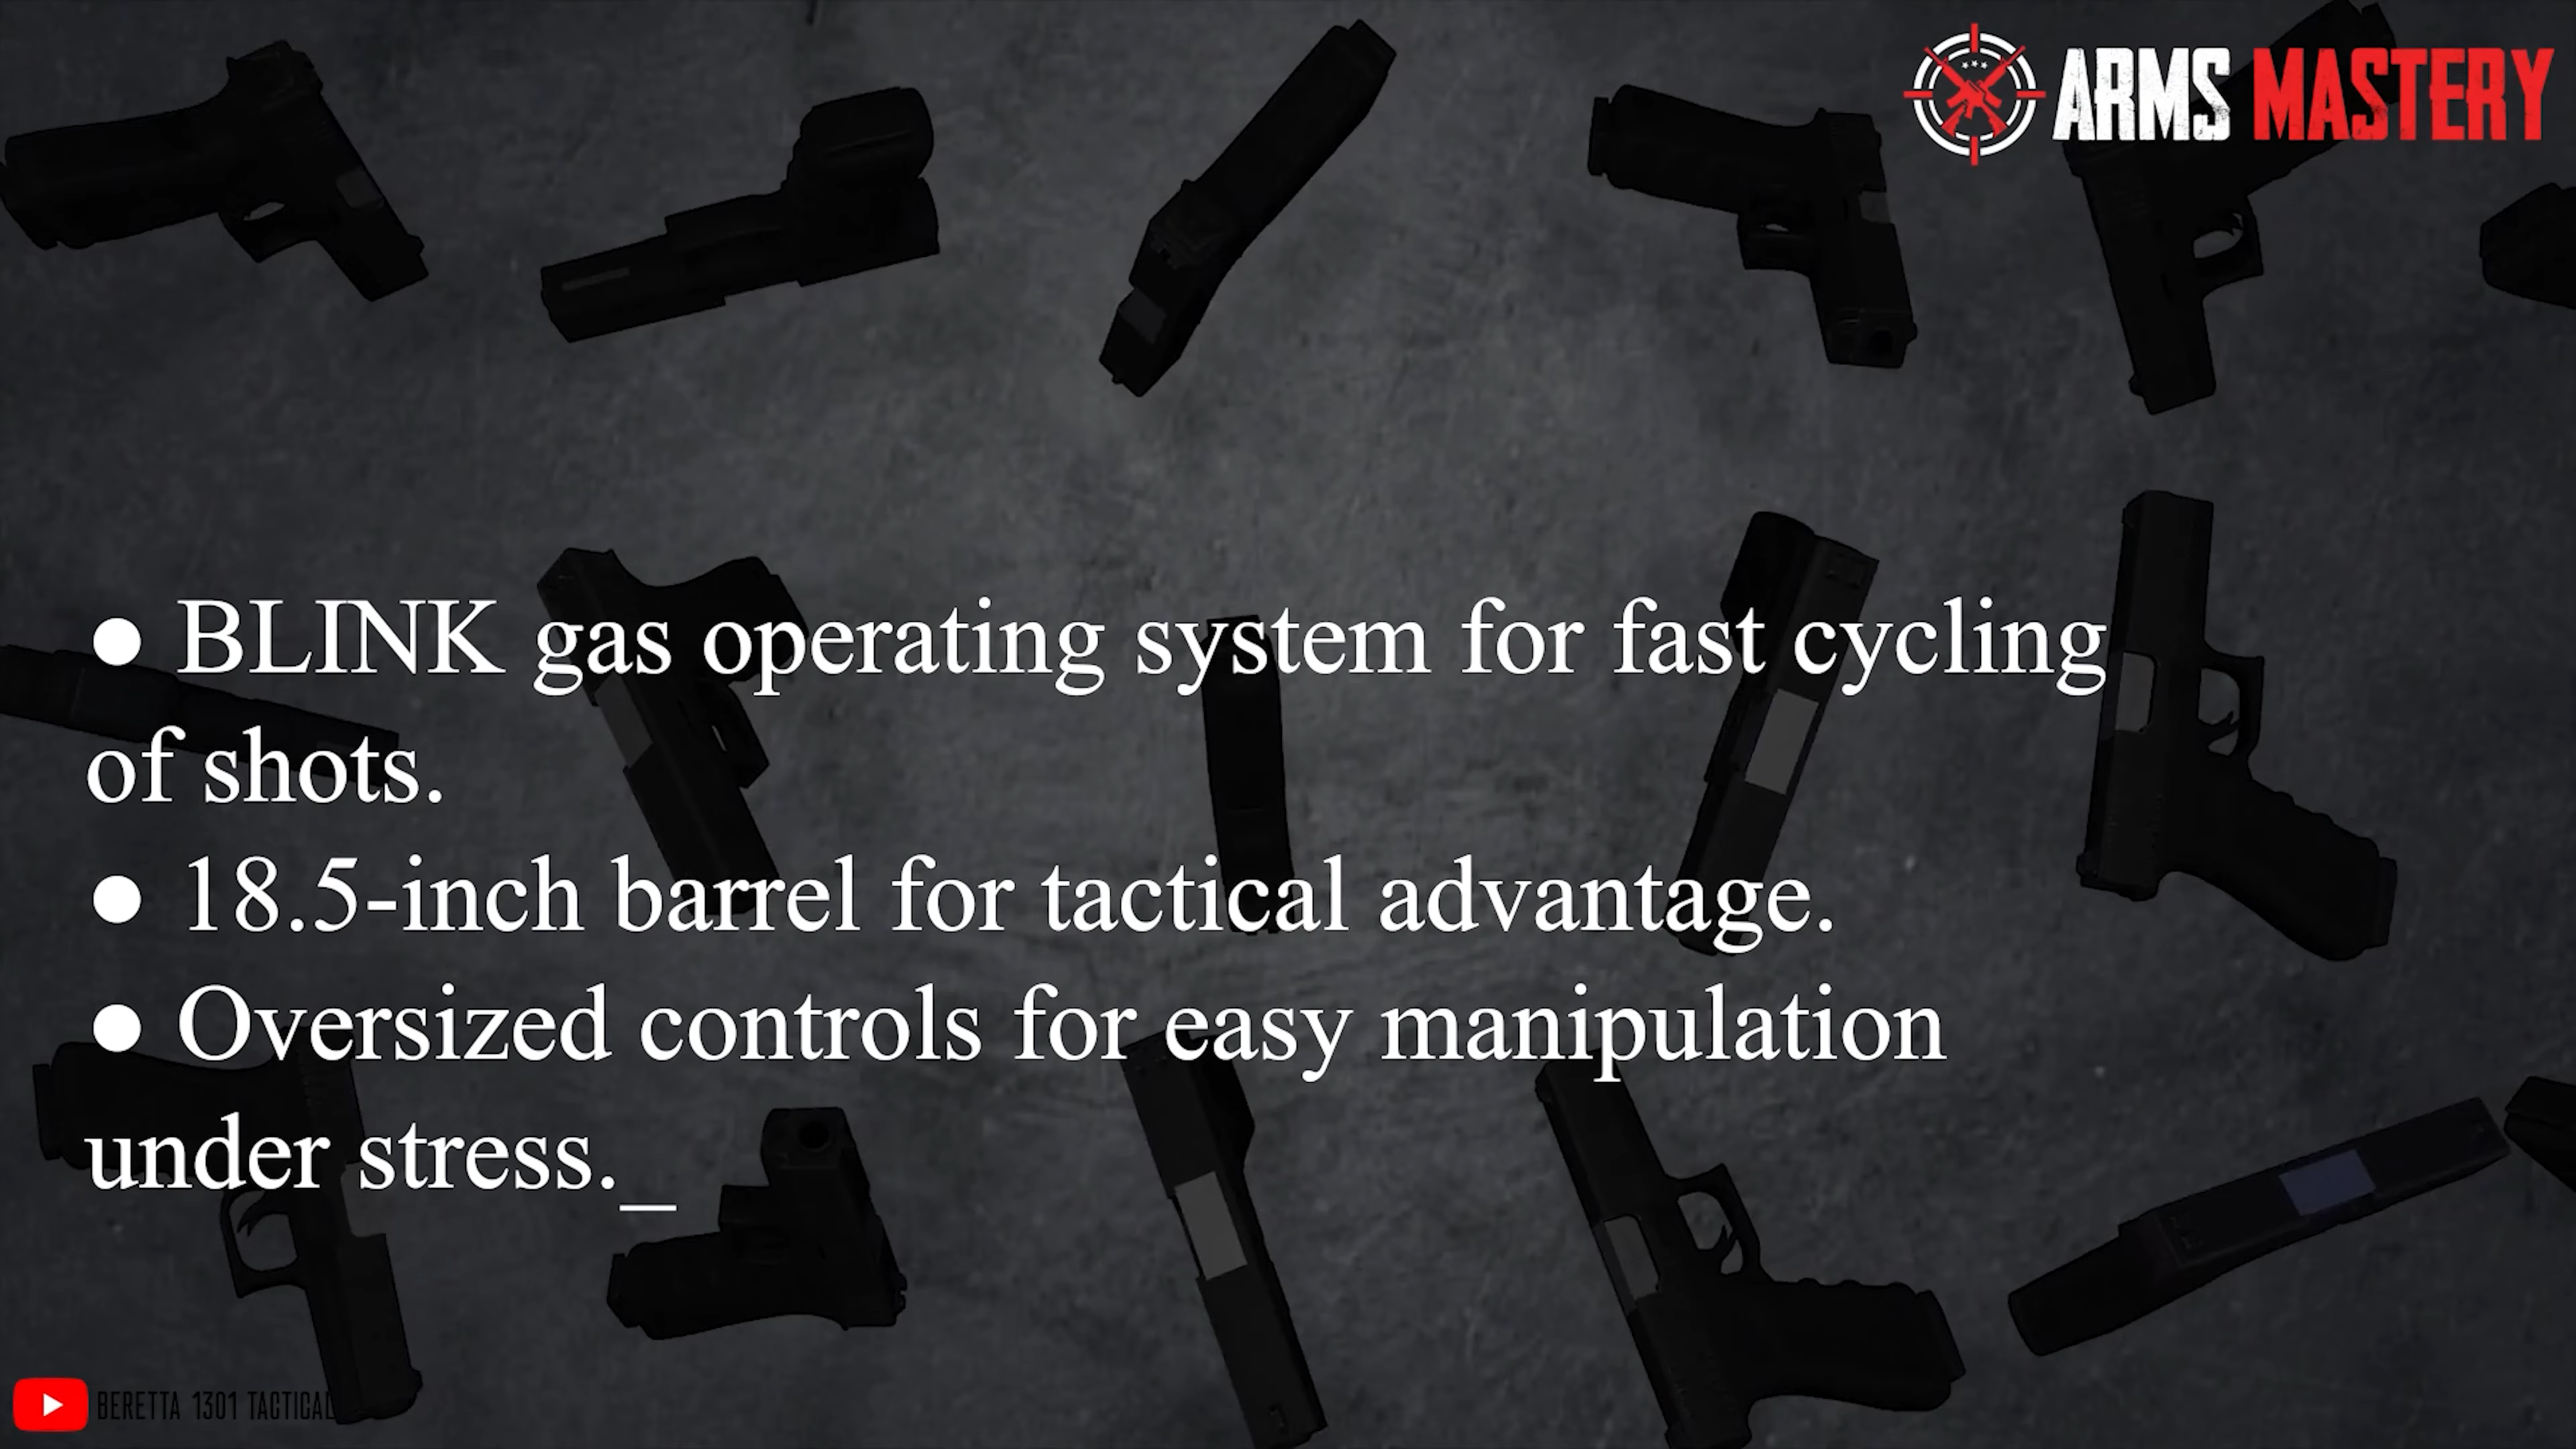 ARMS MASTERY
● BLINK gas operating system for fast cycling
of shots.
● 18.5-inch barrel for tactical advantage.
● Oversized controls for easy manipulation
under stress._
BERETTA 1301 TACTICAL